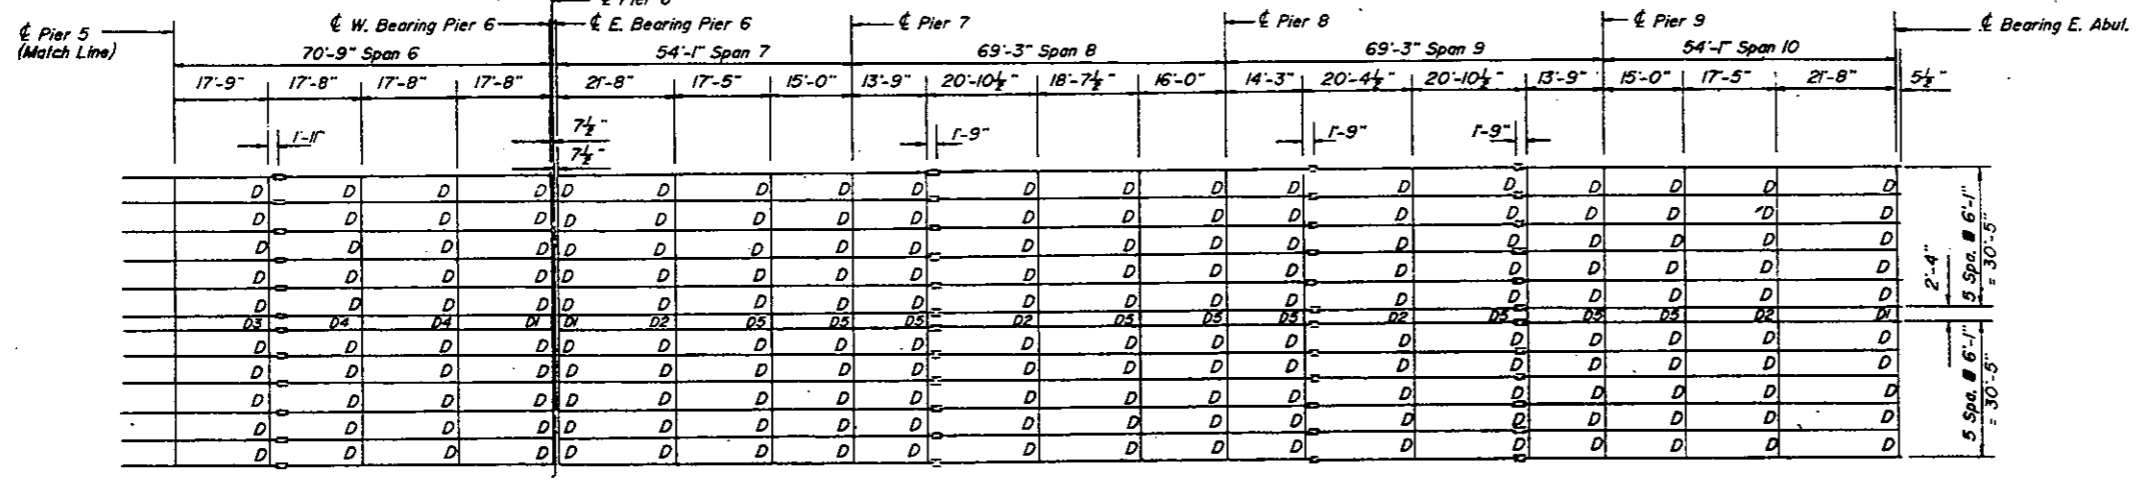 ℄ Pier 6
℄ Pier 5
(Match Line)
℄ W. Bearing Pier 6
℄ E. Bearing Pier 6
℄ Pier 7
℄ Pier 8
℄ Pier 9
℄ Bearing E. Abut.
70'-9" Span 6
54'-1" Span 7
69'-3" Span 8
69'-3" Span 9
54'-1" Span 10
17'-9" 17'-8" 17'-8" 17'-8" 21'-8" 17'-5" 15'-0" 13'-9" 20'-10½" 18'-7½" 16'-0" 14'-3" 20'-4½" 20'-10½" 13'-9" 15'-0" 17'-5" 21'-8" 5½"
1'-11" 7½" 1'-9" 1'-9" 1'-9"
7½"
D D D D D D D D D D D D D D D D D D D
D D D D D D D D D D D D D D D D D D D
D D D D D D D D D D D D D D D D D D D
D D D D D D D D D D D D D D D D D D D
D D D D D D D D D D D D D D D D D D D
D3 D4 D4 D1 D1 D2 D5 D5 D5 D2 D5 D5 D5 D2 D5 D5 D5 D2 D1
D D D D D D D D D D D D D D D D D D D
D D D D D D D D D D D D D D D D D D D
D D D D D D D D D D D D D D D D D D D
D D D D D D D D D D D D D D D D D D D
D D D D D D D D D D D D D D D D D D D
2'-4"
5 Spa. @ 6'-1"
= 30'-5"
5 Spa. @ 6'-1"
= 30'-5"